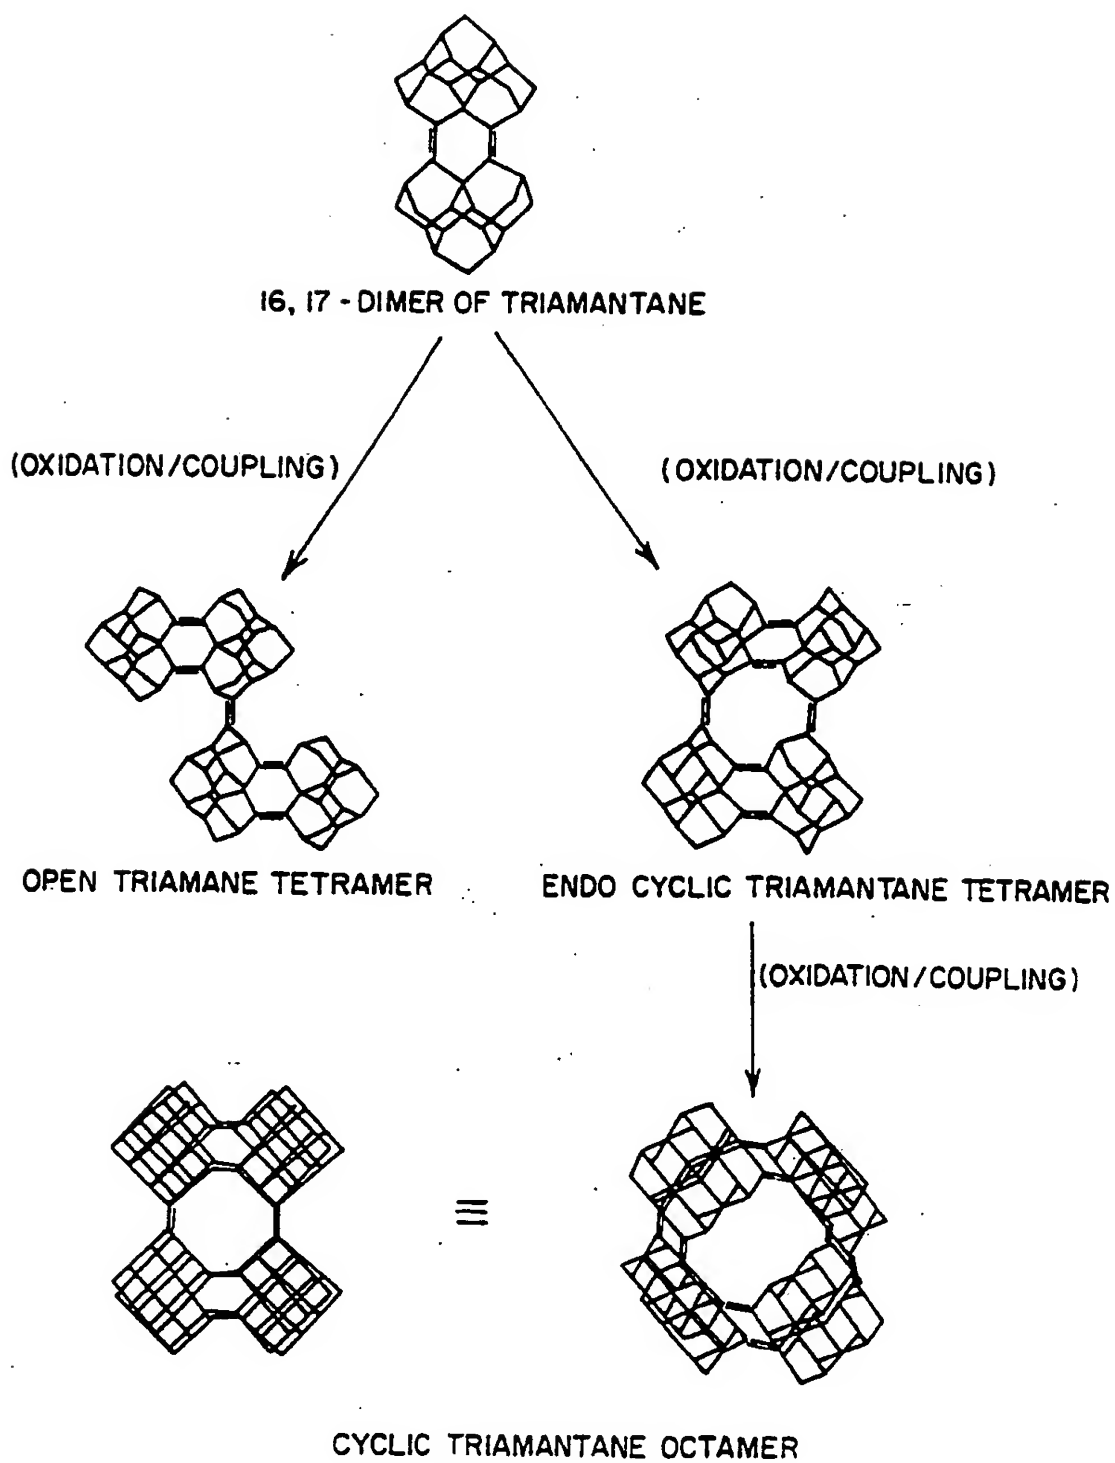 16, 17 - DIMER OF TRIAMANTANE
(OXIDATION/COUPLING)
(OXIDATION/COUPLING)
OPEN TRIAMANE TETRAMER
ENDO CYCLIC TRIAMANTANE TETRAMER
(OXIDATION/COUPLING)
≡
CYCLIC TRIAMANTANE OCTAMER